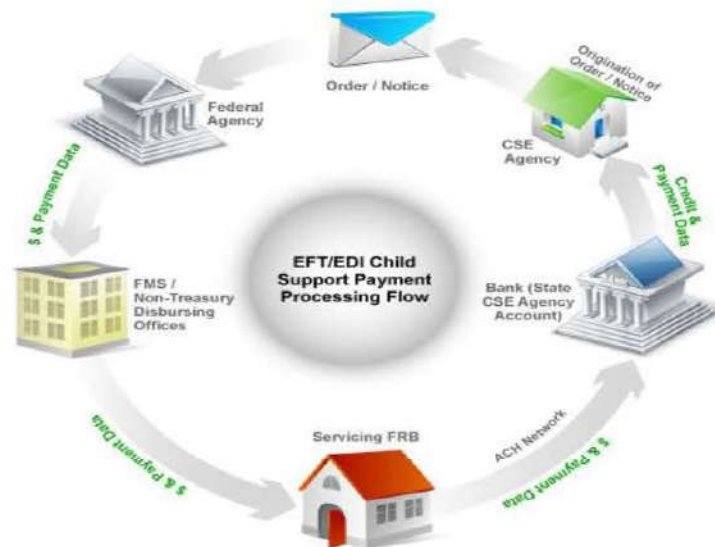 Order / Notice
Origination of
Order / Notice
Federal
Agency
CSE
Agency
$ & Payment Data
Credit &
Payment Data
EFT/EDI Child
Support Payment
Processing Flow
FMS /
Non-Treasury
Disbursing
Offices
Bank (State
CSE Agency
Account)
$ & Payment Data
Servicing FRB
ACH Network
$ & Payment Data